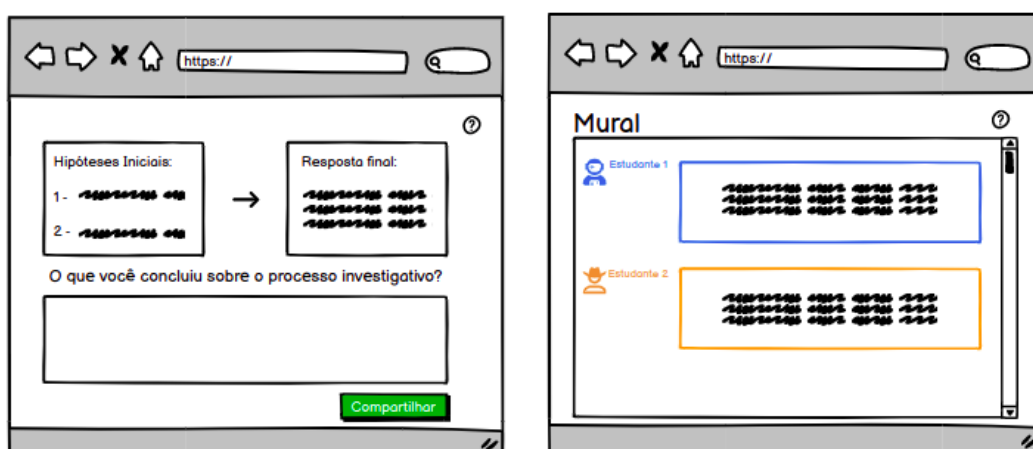 https://
Hipóteses Iniciais:
1 -
2 -
Resposta final:
O que você concluiu sobre o processo investigativo?
Compartilhar
https://
Mural
Estudante 1
Estudante 2